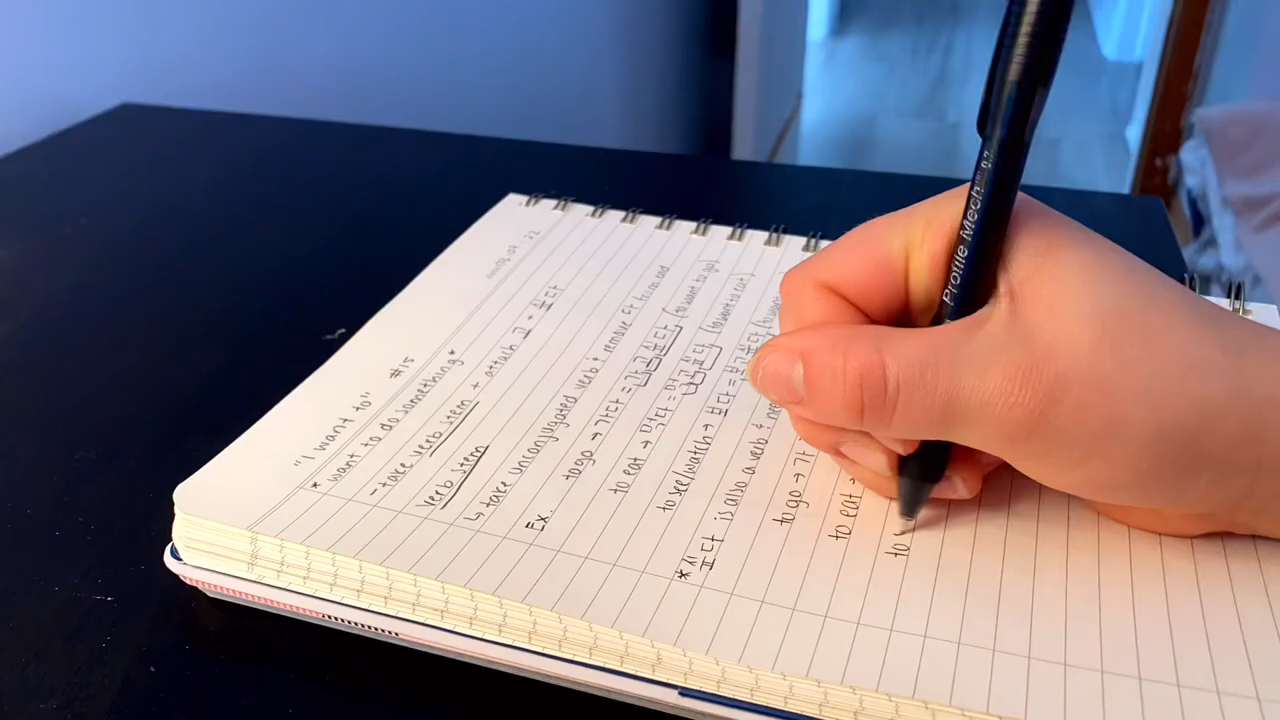 "I want to" #15
* want to do something *
- take verb stem + attach 고 + 싶다
verb stem
↳ take unconjugated verb & remove 다 from end
Ex.
to go → 가다 = 가고싶다 (to want to go)
to eat → 먹다 = 먹고싶다 (to want to eat)
to see/watch → 보다 = 보고싶다 (to want
* 싶다 is also a verb &
to go → 가
to eat →
to
Profile Mech™ 0.7